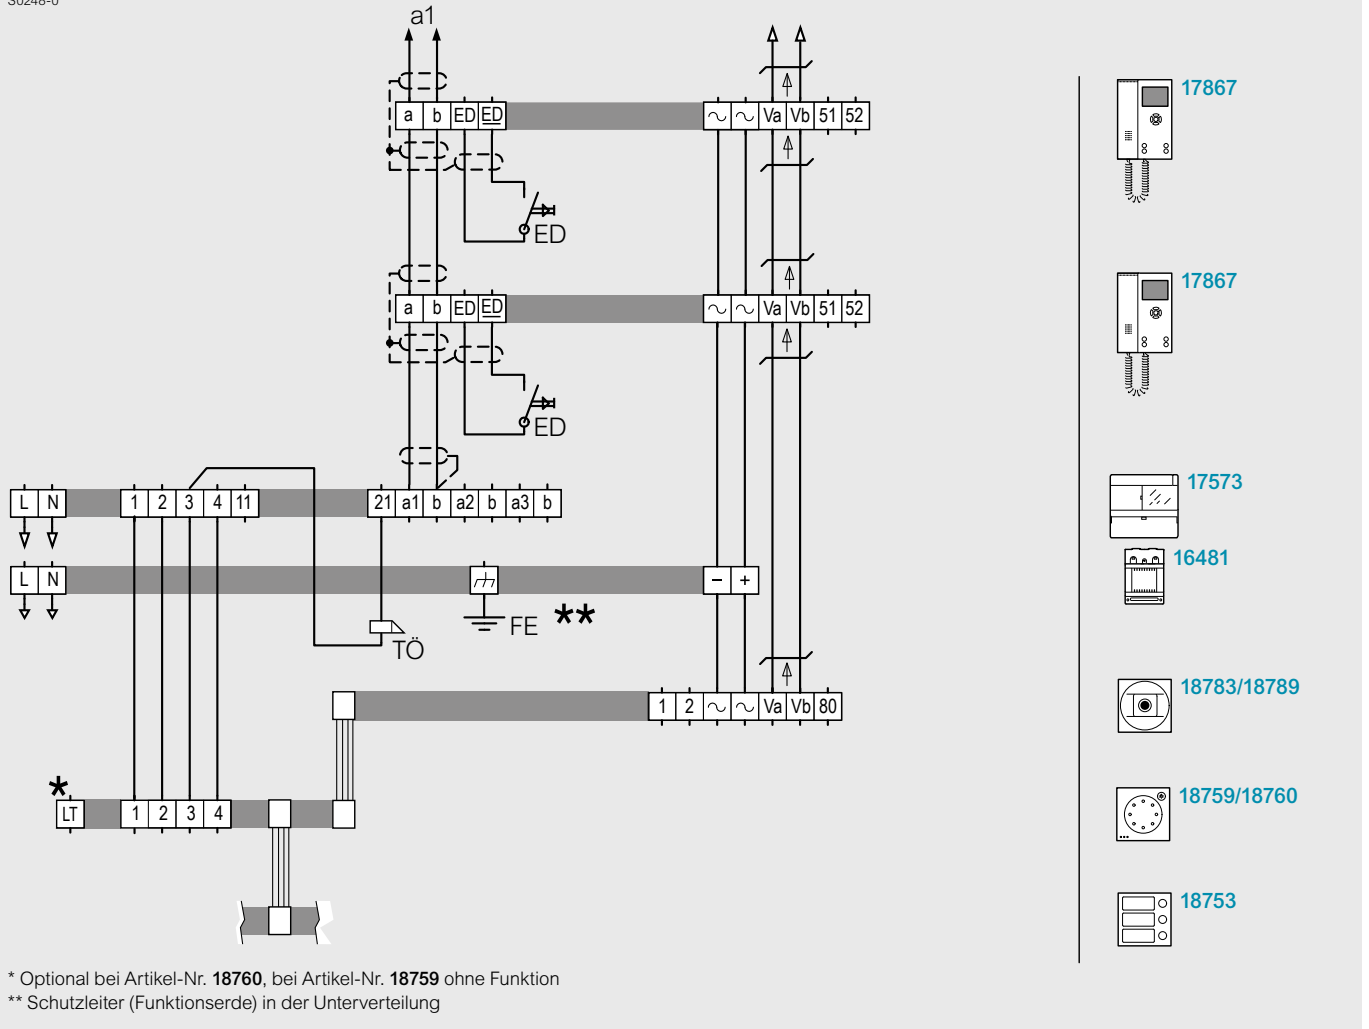 S0248-0
a1
a b ED ED Va Vb 51 52
17867
ED
a b ED ED Va Vb 51 52
17867
ED
L N 1 2 3 4 11 21 a1 b a2 b a3 b
17573
L N − +
16481
FE **
TÖ
1 2 Va Vb 80
18783/18789
*
LT 1 2 3 4
18759/18760
18753
* Optional bei Artikel-Nr. 18760, bei Artikel-Nr. 18759 ohne Funktion
** Schutzleiter (Funktionserde) in der Unterverteilung